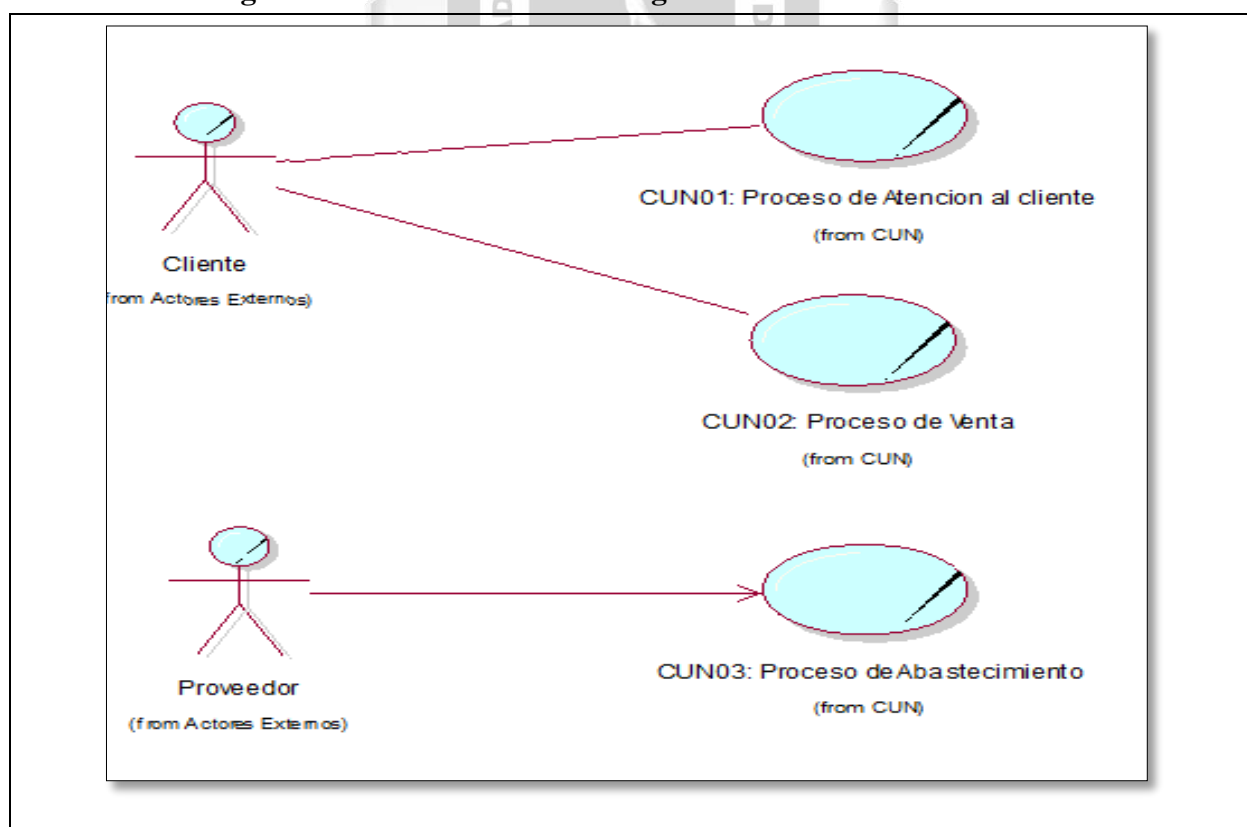 CUN01: Proceso de Atencion al cliente
(from CUN)
Cliente
from Actores Externos)
CUN02: Proceso de Venta
(from CUN)
CUN03: Proceso de Abastecimiento
(from CUN)
Proveedor
(from Actores Externos)